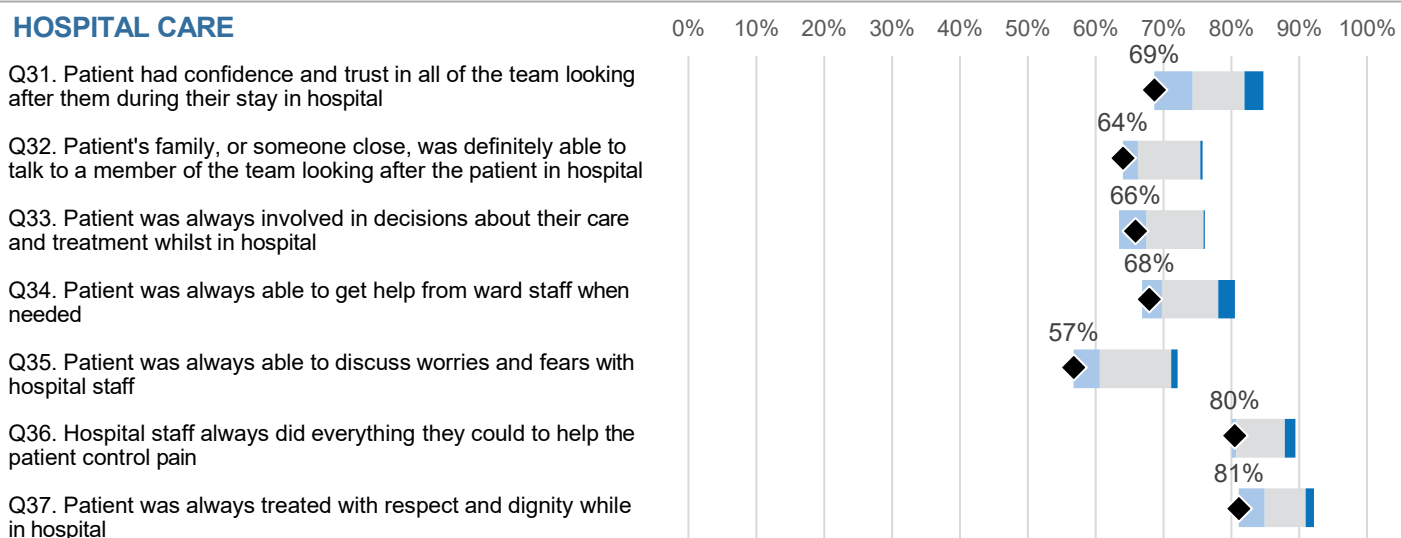 HOSPITAL CARE
0% 10% 20% 30% 40% 50% 60% 70% 80% 90% 100%
69%
Q31. Patient had confidence and trust in all of the team looking
after them during their stay in hospital
64%
Q32. Patient's family, or someone close, was definitely able to
talk to a member of the team looking after the patient in hospital
66%
Q33. Patient was always involved in decisions about their care
and treatment whilst in hospital
68%
Q34. Patient was always able to get help from ward staff when
needed
57%
Q35. Patient was always able to discuss worries and fears with
hospital staff
80%
Q36. Hospital staff always did everything they could to help the
patient control pain
81%
Q37. Patient was always treated with respect and dignity while
in hospital